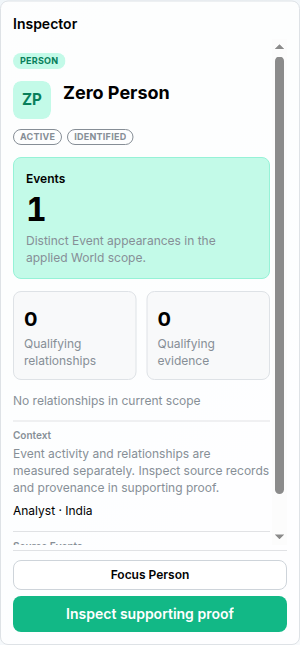 Inspector
PERSON
ZP
Zero Person
ACTIVE
IDENTIFIED
Events
1
Distinct Event appearances in the
applied World scope.
0
Qualifying
relationships
0
Qualifying
evidence
No relationships in current scope
Context
Event activity and relationships are
measured separately. Inspect source records
and provenance in supporting proof.
Analyst · India
Source Events
Focus Person
Inspect supporting proof